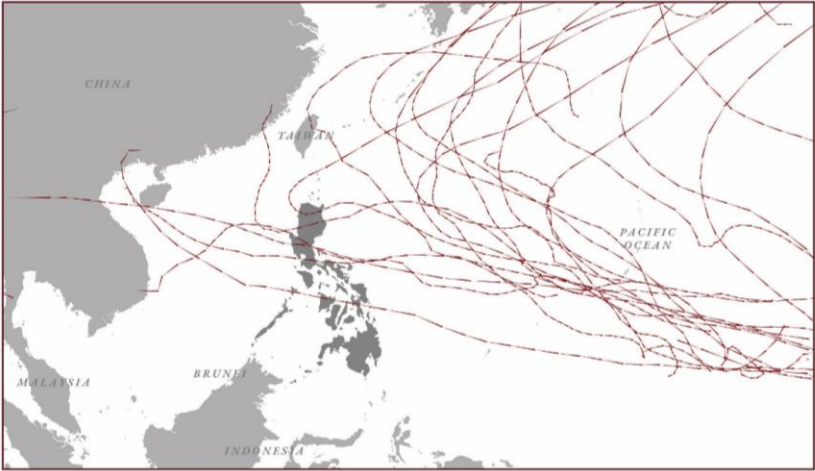 CHINA
TAIWAN
PACIFIC
OCEAN
BRUNEI
MALAYSIA
INDONESIA